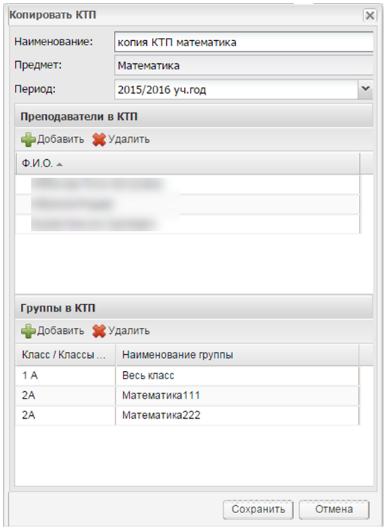 Копировать КТП
Наименование: копия КТП математика
Предмет: Математика
Период: 2015/2016 уч.год
Преподаватели в КТП
Добавить Удалить
Ф.И.О.
Группы в КТП
Добавить Удалить
Класс / Классы ... Наименование группы
1 А Весь класс
2А Математика111
2А Математика222
Сохранить Отмена